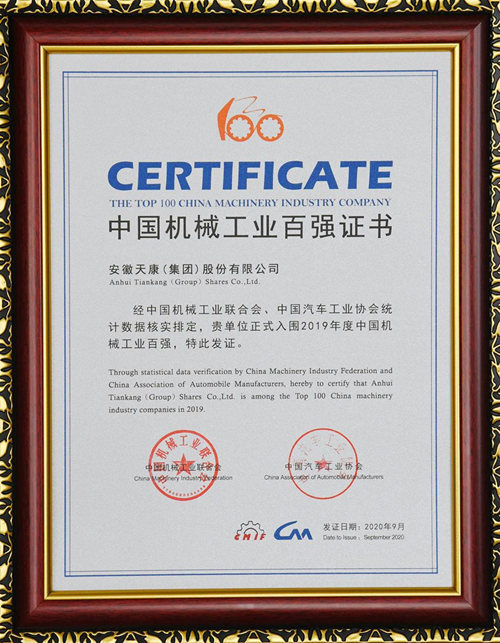 100
CERTIFICATE
THE TOP 100 CHINA MACHINERY INDUSTRY COMPANY
中国机械工业百强证书
安徽天康(集团)股份有限公司
Anhui Tiankang (Group) Shares Co.,Ltd.
经中国机械工业联合会、中国汽车工业协会统
计数据核实排定，贵单位正式入围2019年度中国机
械工业百强，特此发证。
Through statistical data verification by China Machinery Industry Federation and
China Association of Automobile Manufacturers, hereby to certify that Anhui
Tiankang (Group) Shares Co.,Ltd. is among the Top 100 China machinery
industry companies in 2019.
中国机械工业联合会
China Machinery Industry Federation
中国汽车工业协会
China Association of Automobile Manufacturers
CMIF
发证日期：2020年9月
Date to Issue : September 2020